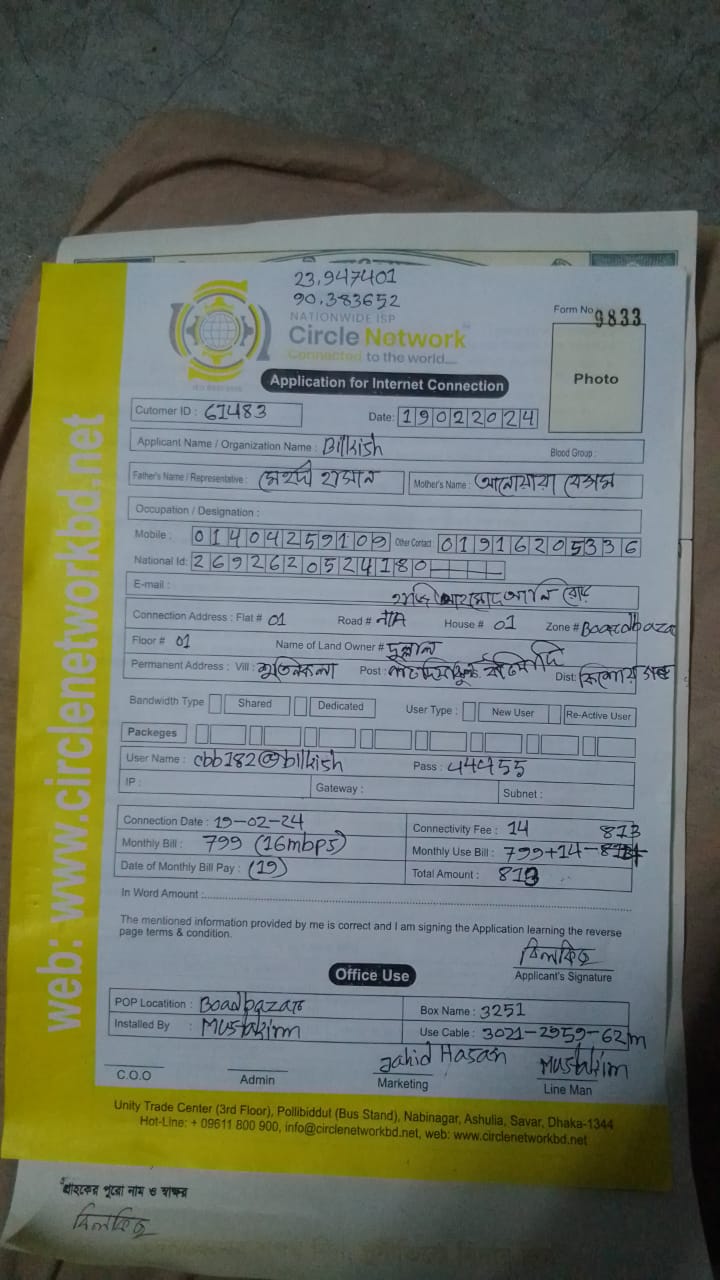 23.947401
90.383652
NATIONWIDE ISP
Circle Network
Connected to the world....
Form No 9833
Photo
Application for Internet Connection
Cutomer ID : 61483 Date: 19022024
Applicant Name / Organization Name : Bilkish Blood Group :
Father's Name / Representative : মেহেদী হাসান Mother's Name : আনোয়ারা বেগম
Occupation / Designation :
Mobile : 01404259109 Other Contact 01916205336
National Id: 2692620524180
E-mail :
Connection Address : Flat # 01 Road # N/A House # 01 Zone # Boardbazar
Floor # 01 Name of Land Owner # দুলাল
Permanent Address : Vill : Post : Dist:
Bandwidth Type Shared Dedicated User Type : New User Re-Active User
Packeges
User Name : cbb182@bilkish Pass : 44455
IP : Gateway : Subnet :
Connection Date : 19-02-24 Connectivity Fee : 14 813
Monthly Bill : 799 (16mbps) Monthly Use Bill : 799+14-
Date of Monthly Bill Pay : (19) Total Amount : 813
In Word Amount :
The mentioned information provided by me is correct and I am signing the Application learning the reverse
page terms & condition.
বিলকিছ
Applicant's Signature
Office Use
POP Locatition : Boardbazar Box Name : 3251
Installed By : Mustakim Use Cable : 3021-2959-62m
Jahid Hasan Mustakim
C.O.O Admin Marketing Line Man
Unity Trade Center (3rd Floor), Pollibiddut (Bus Stand), Nabinagar, Ashulia, Savar, Dhaka-1344
Hot-Line: + 09611 800 900, info@circlenetworkbd.net, web: www.circlenetworkbd.net
web: www.circlenetworkbd.net
গ্রাহকের পুরো নাম ও স্বাক্ষর
বিলকিছ